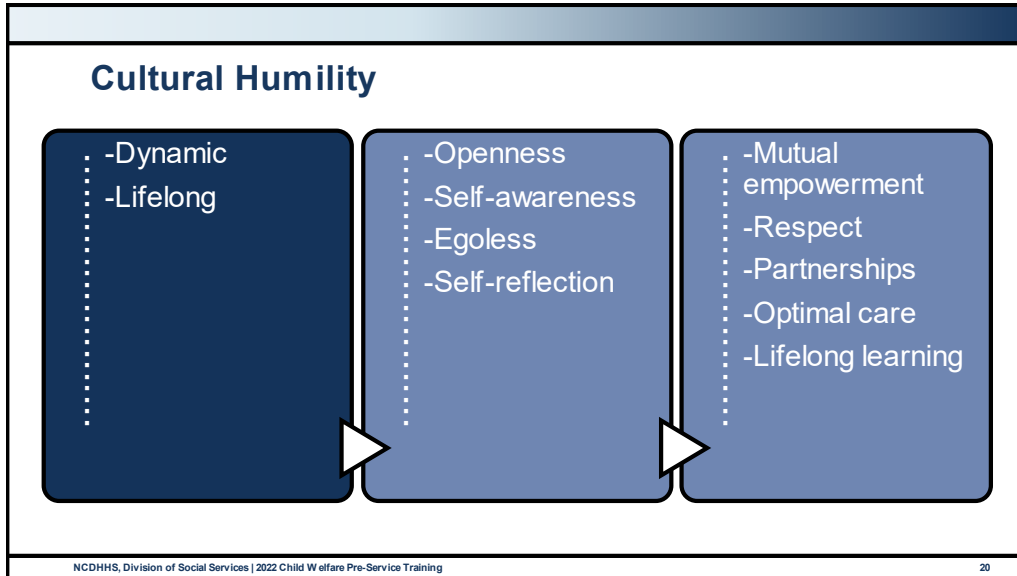 Cultural Humility
-Dynamic
-Lifelong
-Openness
-Self-awareness
-Egoless
-Self-reflection
-Mutual
empowerment
-Respect
-Partnerships
-Optimal care
-Lifelong learning
NCDHHS, Division of Social Services | 2022 Child Welfare Pre-Service Training
20